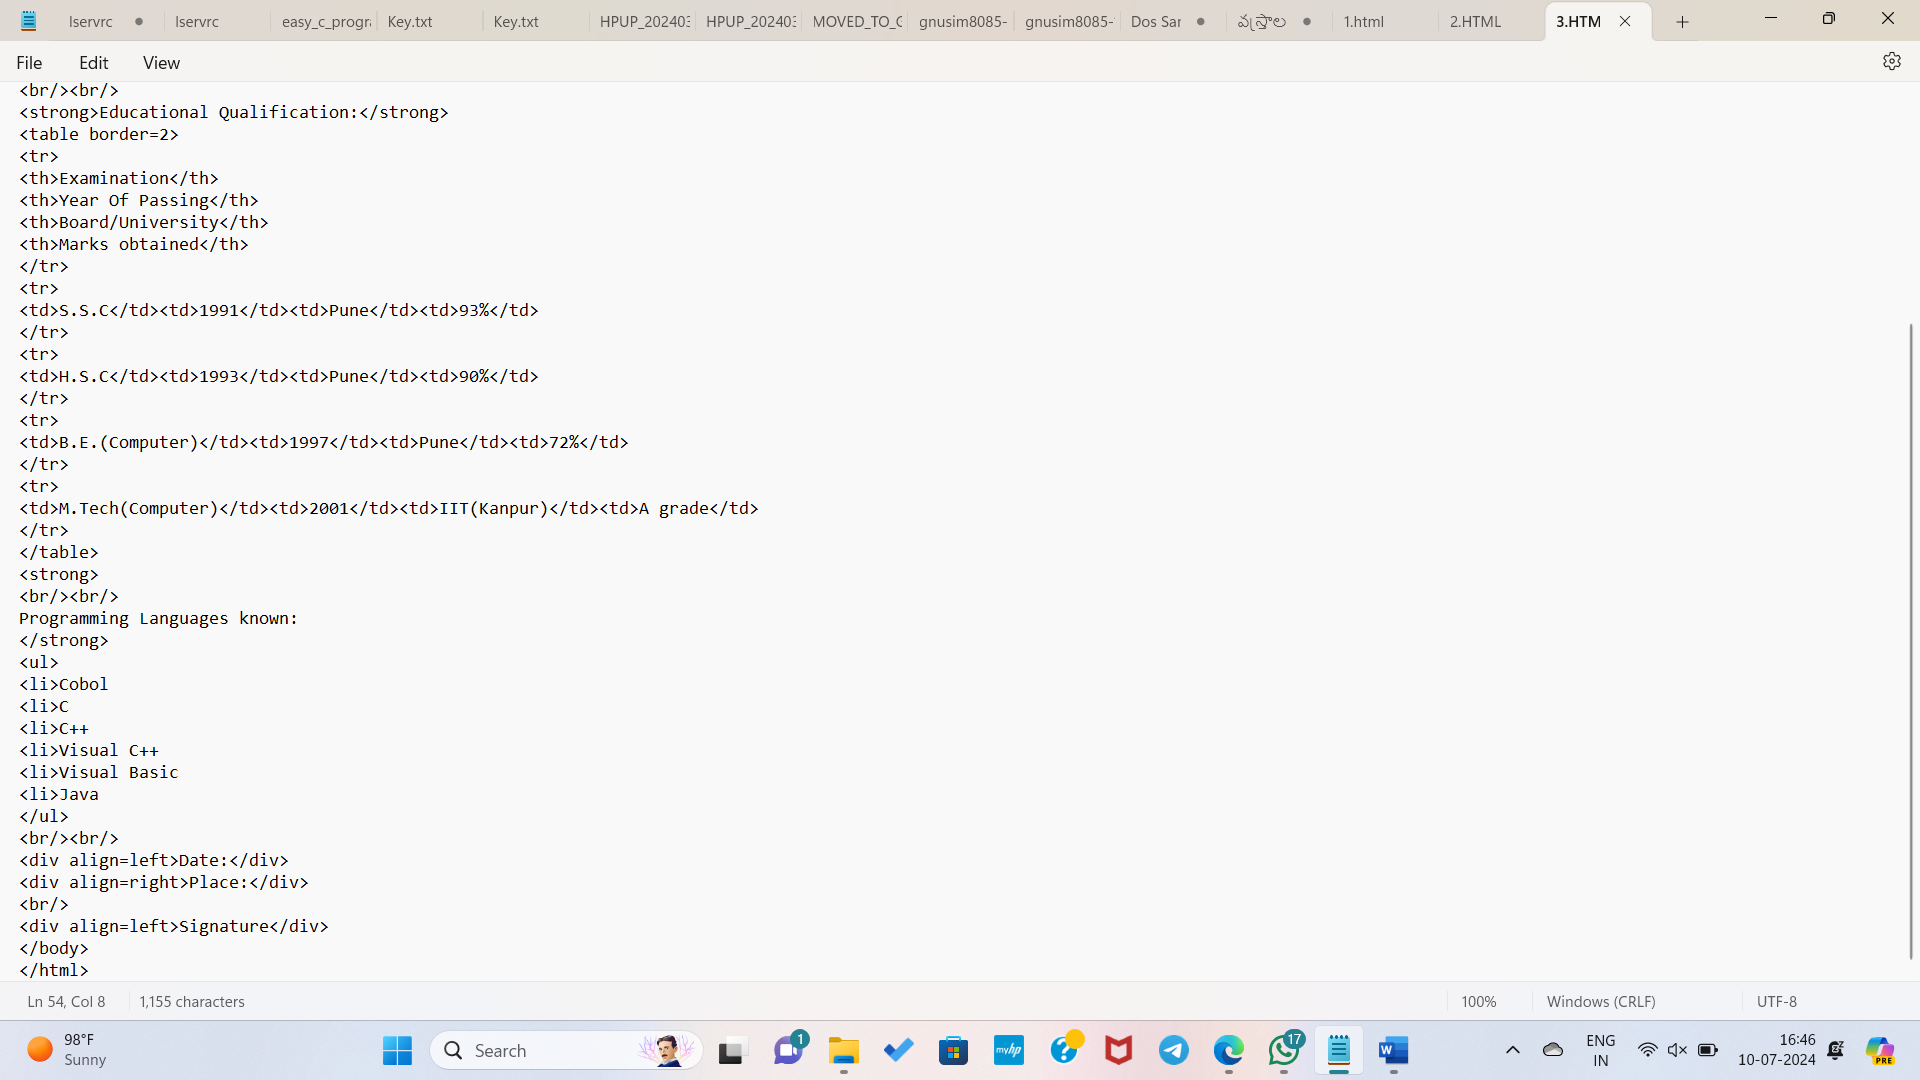 lservrc
lservrc
easy_c_progra
Key.txt
Key.txt
HPUP_202403
HPUP_202403
MOVED_TO_C
gnusim8085-
gnusim8085-
Dos Sar
వస్త్రాల
1.html
2.HTML
3.HTM
File Edit View
<br/><br/>
<strong>Educational Qualification:</strong>
<table border=2>
<tr>
<th>Examination</th>
<th>Year Of Passing</th>
<th>Board/University</th>
<th>Marks obtained</th>
</tr>
<tr>
<td>S.S.C</td><td>1991</td><td>Pune</td><td>93%</td>
</tr>
<tr>
<td>H.S.C</td><td>1993</td><td>Pune</td><td>90%</td>
</tr>
<tr>
<td>B.E.(Computer)</td><td>1997</td><td>Pune</td><td>72%</td>
</tr>
<tr>
<td>M.Tech(Computer)</td><td>2001</td><td>IIT(Kanpur)</td><td>A grade</td>
</tr>
</table>
<strong>
<br/><br/>
Programming Languages known:
</strong>
<ul>
<li>Cobol
<li>C
<li>C++
<li>Visual C++
<li>Visual Basic
<li>Java
</ul>
<br/><br/>
<div align=left>Date:</div>
<div align=right>Place:</div>
<br/>
<div align=left>Signature</div>
</body>
</html>
Ln 54, Col 8 1,155 characters 100% Windows (CRLF) UTF-8
98°F
Sunny
Search
1
myhp
17
W
ENG
IN
16:46
10-07-2024
PRE